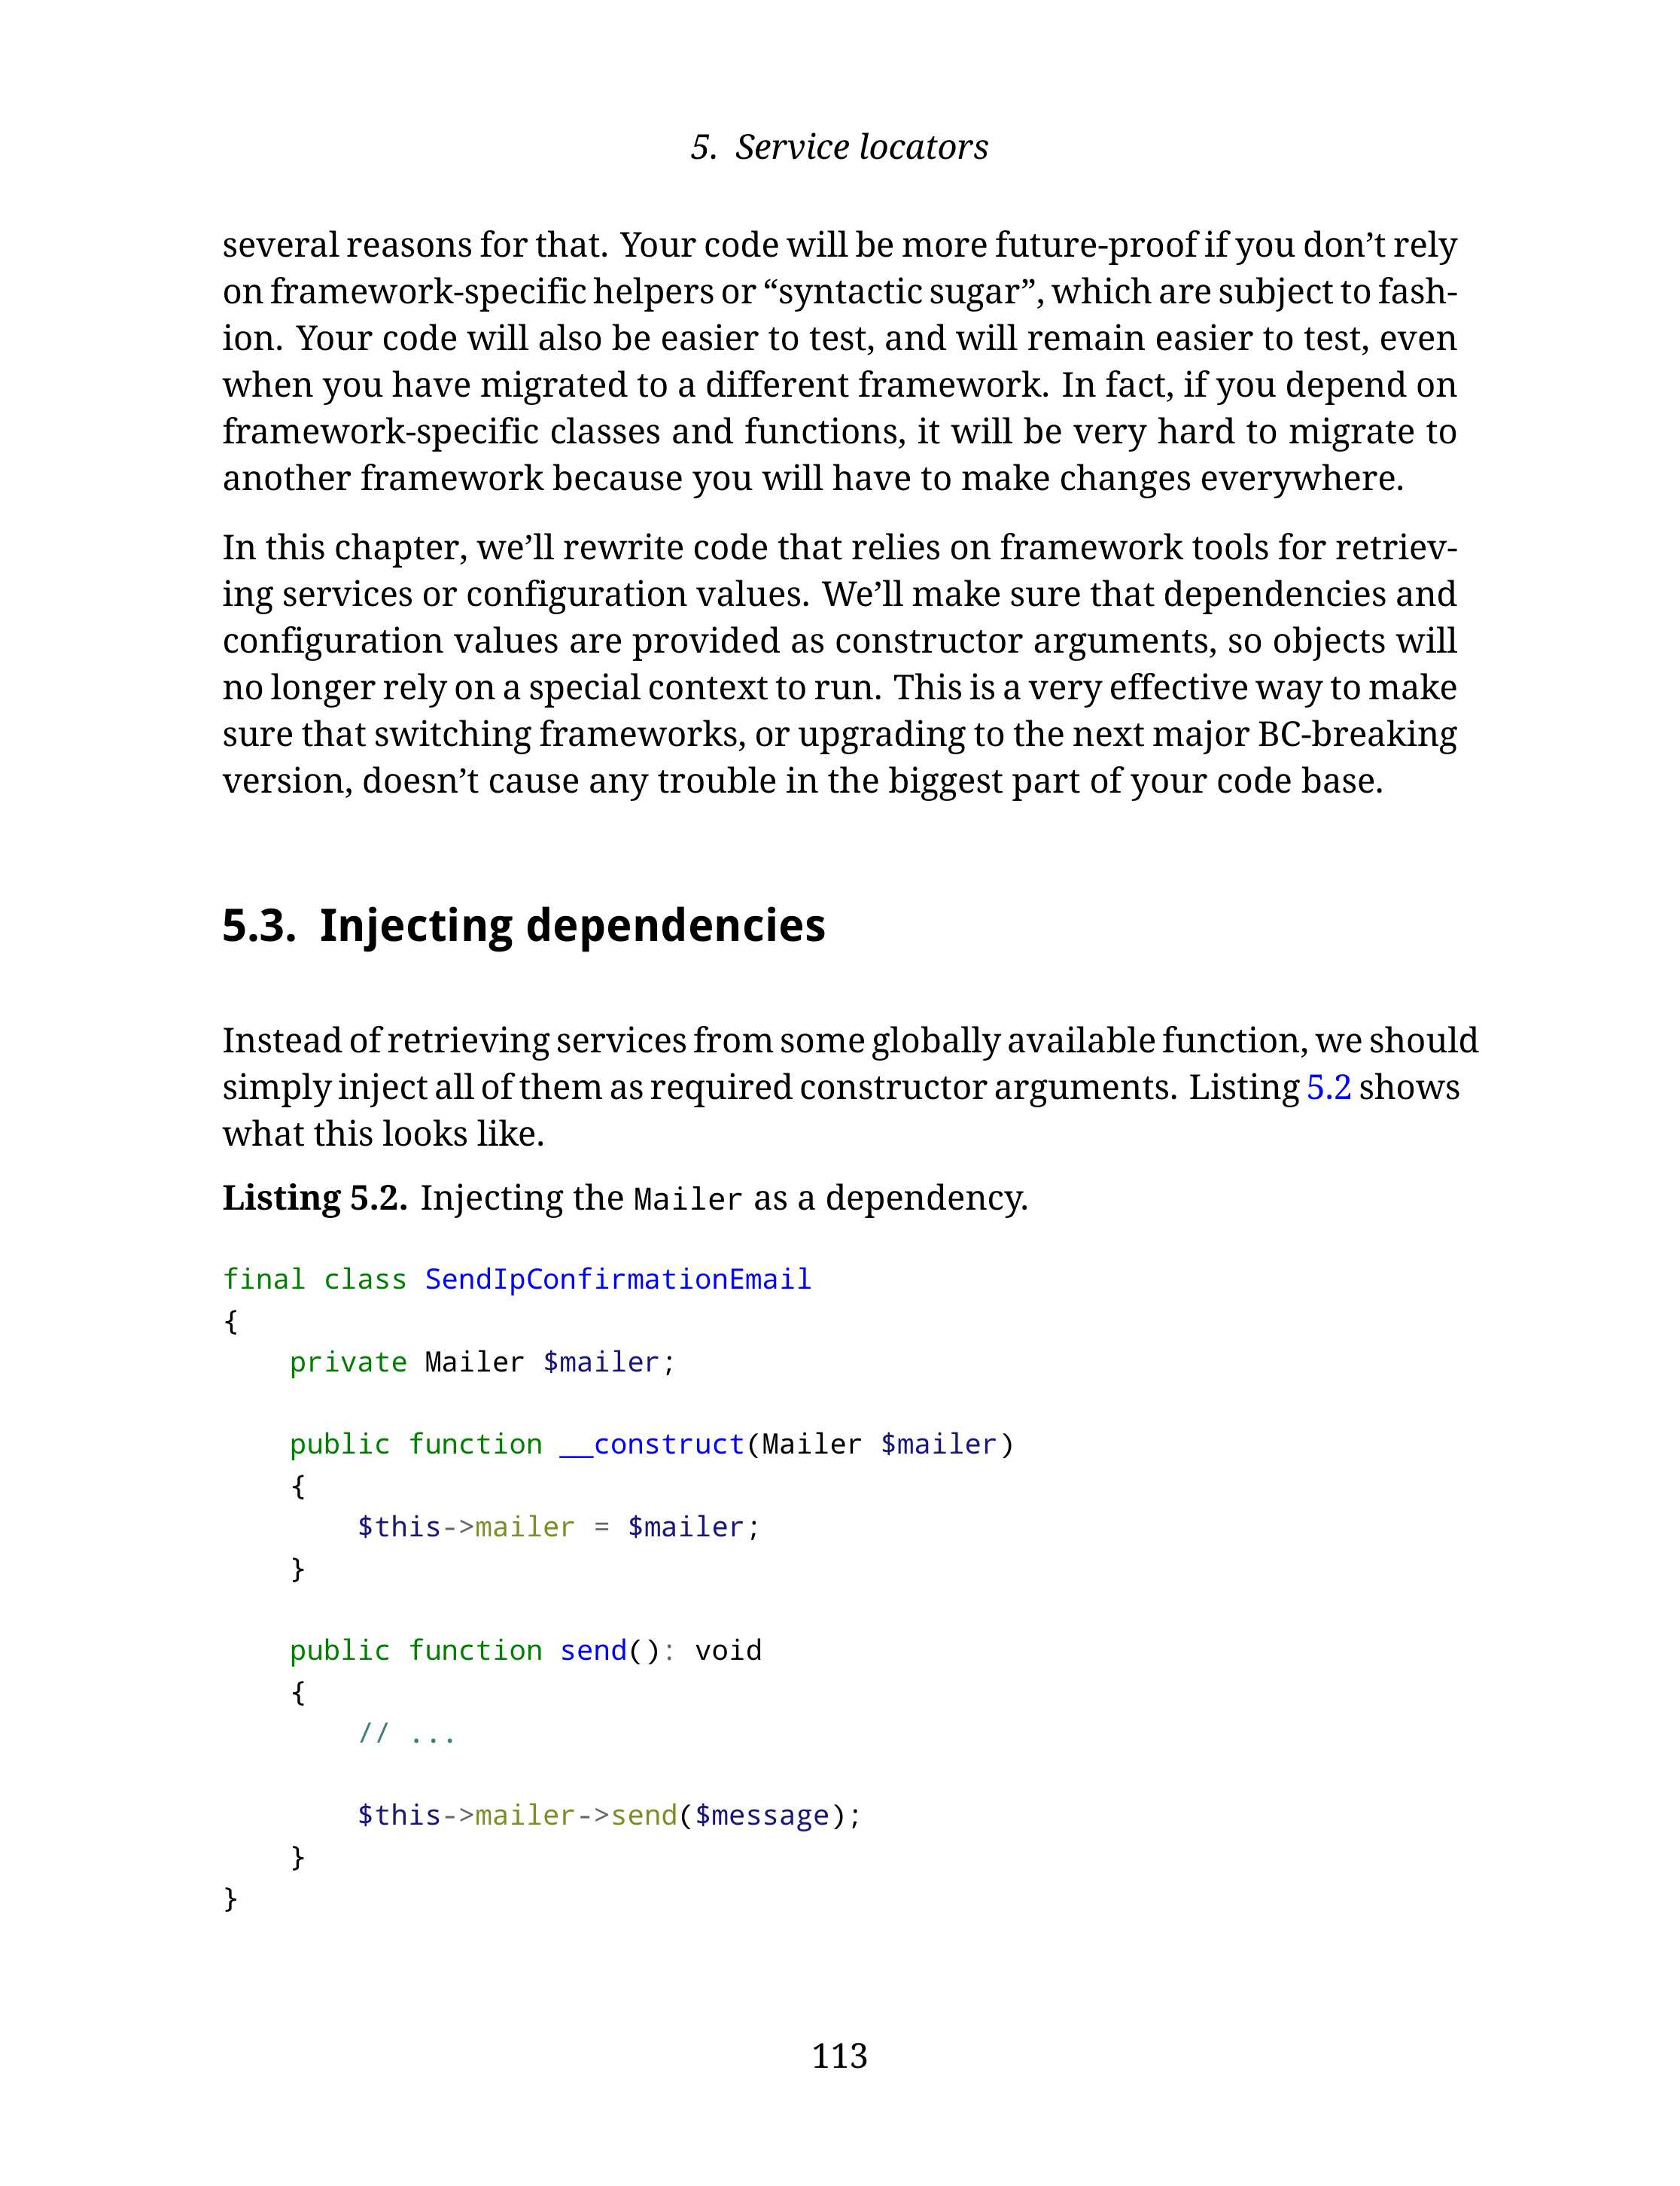 5. Service locators
several reasons for that. Your code will be more future-proof if you don’t rely
on framework-specific helpers or “syntactic sugar”, which are subject to fash-
ion. Your code will also be easier to test, and will remain easier to test, even
when you have migrated to a different framework. In fact, if you depend on
framework-specific classes and functions, it will be very hard to migrate to
another framework because you will have to make changes everywhere.
In this chapter, we’ll rewrite code that relies on framework tools for retriev-
ing services or configuration values. We’ll make sure that dependencies and
configuration values are provided as constructor arguments, so objects will
no longer rely on a special context to run. This is a very effective way to make
sure that switching frameworks, or upgrading to the next major BC-breaking
version, doesn’t cause any trouble in the biggest part of your code base.
5.3. Injecting dependencies
Instead of retrieving services from some globally available function, we should
simply inject all of them as required constructor arguments. Listing 5.2 shows
what this looks like.
Listing 5.2. Injecting the Mailer as a dependency.
final class SendIpConfirmationEmail
{
    private Mailer $mailer;
    public function __construct(Mailer $mailer)
    {
        $this->mailer = $mailer;
    }
    public function send(): void
    {
        // ...
        $this->mailer->send($message);
    }
}
113